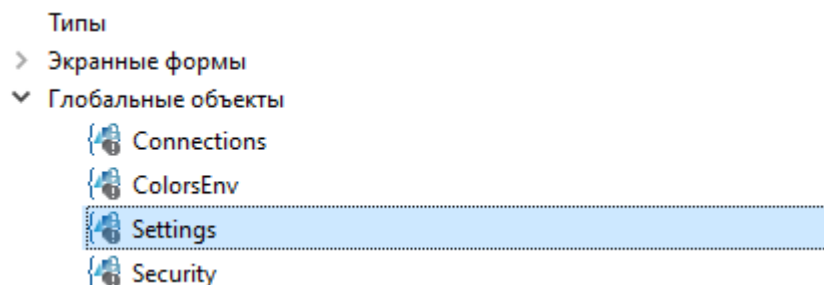 Типы
Экранные формы
Глобальные объекты
Connections
ColorsEnv
Settings
Security